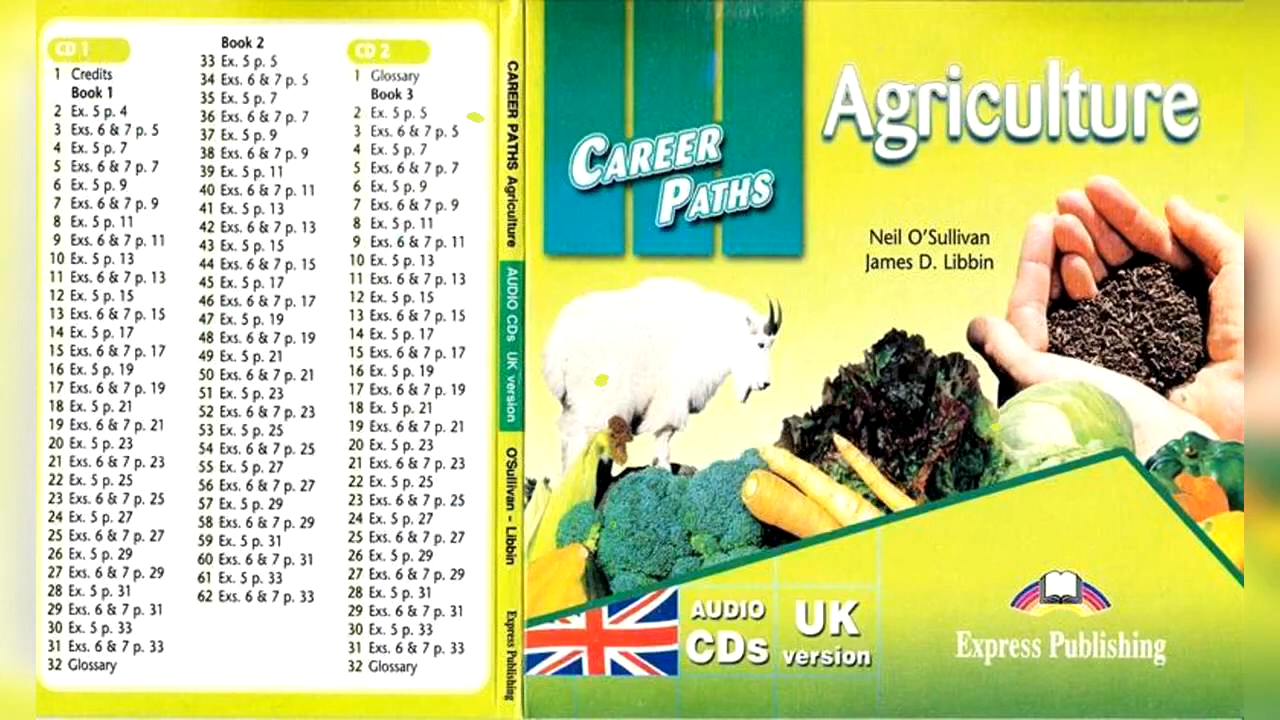 CD 1
1 Credits
Book 1
2 Ex. 5 p. 4
3 Exs. 6 & 7 p. 5
4 Ex. 5 p. 7
5 Exs. 6 & 7 p. 7
6 Ex. 5 p. 9
7 Exs. 6 & 7 p. 9
8 Ex. 5 p. 11
9 Exs. 6 & 7 p. 11
10 Ex. 5 p. 13
11 Exs. 6 & 7 p. 13
12 Ex. 5 p. 15
13 Exs. 6 & 7 p. 15
14 Ex. 5 p. 17
15 Exs. 6 & 7 p. 17
16 Ex. 5 p. 19
17 Exs. 6 & 7 p. 19
18 Ex. 5 p. 21
19 Exs. 6 & 7 p. 21
20 Ex. 5 p. 23
21 Exs. 6 & 7 p. 23
22 Ex. 5 p. 25
23 Exs. 6 & 7 p. 25
24 Ex. 5 p. 27
25 Exs. 6 & 7 p. 27
26 Ex. 5 p. 29
27 Exs. 6 & 7 p. 29
28 Ex. 5 p. 31
29 Exs. 6 & 7 p. 31
30 Ex. 5 p. 33
31 Exs. 6 & 7 p. 33
32 Glossary
Book 2
33 Ex. 5 p. 5
34 Exs. 6 & 7 p. 5
35 Ex. 5 p. 7
36 Exs. 6 & 7 p. 7
37 Ex. 5 p. 9
38 Exs. 6 & 7 p. 9
39 Ex. 5 p. 11
40 Exs. 6 & 7 p. 11
41 Ex. 5 p. 13
42 Exs. 6 & 7 p. 13
43 Ex. 5 p. 15
44 Exs. 6 & 7 p. 15
45 Ex. 5 p. 17
46 Exs. 6 & 7 p. 17
47 Ex. 5 p. 19
48 Exs. 6 & 7 p. 19
49 Ex. 5 p. 21
50 Exs. 6 & 7 p. 21
51 Ex. 5 p. 23
52 Exs. 6 & 7 p. 23
53 Ex. 5 p. 25
54 Exs. 6 & 7 p. 25
55 Ex. 5 p. 27
56 Exs. 6 & 7 p. 27
57 Ex. 5 p. 29
58 Exs. 6 & 7 p. 29
59 Ex. 5 p. 31
60 Exs. 6 & 7 p. 31
61 Ex. 5 p. 33
62 Exs. 6 & 7 p. 33
CD 2
1 Glossary
Book 3
2 Ex. 5 p. 5
3 Exs. 6 & 7 p. 5
4 Ex. 5 p. 7
5 Exs. 6 & 7 p. 7
6 Ex. 5 p. 9
7 Exs. 6 & 7 p. 9
8 Ex. 5 p. 11
9 Exs. 6 & 7 p. 11
10 Ex. 5 p. 13
11 Exs. 6 & 7 p. 13
12 Ex. 5 p. 15
13 Exs. 6 & 7 p. 15
14 Ex. 5 p. 17
15 Exs. 6 & 7 p. 17
16 Ex. 5 p. 19
17 Exs. 6 & 7 p. 19
18 Ex. 5 p. 21
19 Exs. 6 & 7 p. 21
20 Ex. 5 p. 23
21 Exs. 6 & 7 p. 23
22 Ex. 5 p. 25
23 Exs. 6 & 7 p. 25
24 Ex. 5 p. 27
25 Exs. 6 & 7 p. 27
26 Ex. 5 p. 29
27 Exs. 6 & 7 p. 29
28 Ex. 5 p. 31
29 Exs. 6 & 7 p. 31
30 Ex. 5 p. 33
31 Exs. 6 & 7 p. 33
32 Glossary
CAREER PATHS Agriculture AUDIO CDs UK version O'Sullivan - Libbin Express Publishing
CAREER
PATHS
Agriculture
Neil O'Sullivan
James D. Libbin
AUDIO
CDs
UK
version
Express Publishing